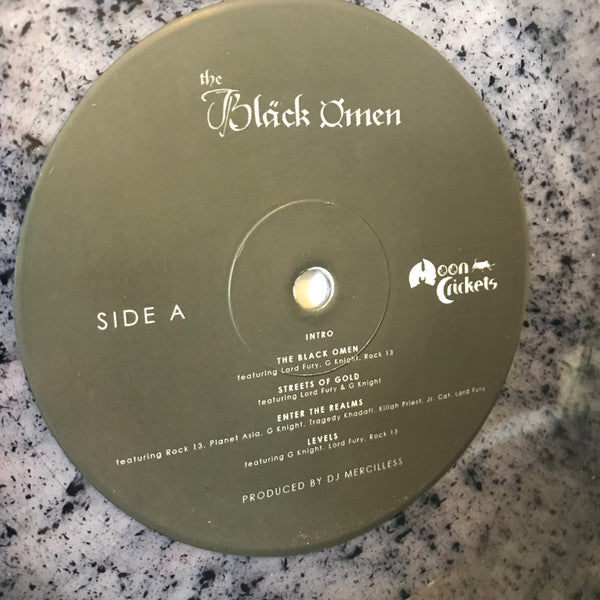 the
Bläck Omen
SIDE A
Moon
Crickets
INTRO
THE BLACK OMEN
featuring Lord Fury, G Knight, Rock 13
STREETS OF GOLD
featuring Lord Fury & G Knight
ENTER THE REALMS
featuring Rock 13, Planet Asia, G Knight, Tragedy Khadafi, Killah Priest, Jr. Cat, Lord Fury
LEVELS
featuring G Knight, Lord Fury, Rock 13
PRODUCED BY DJ MERCILLESS